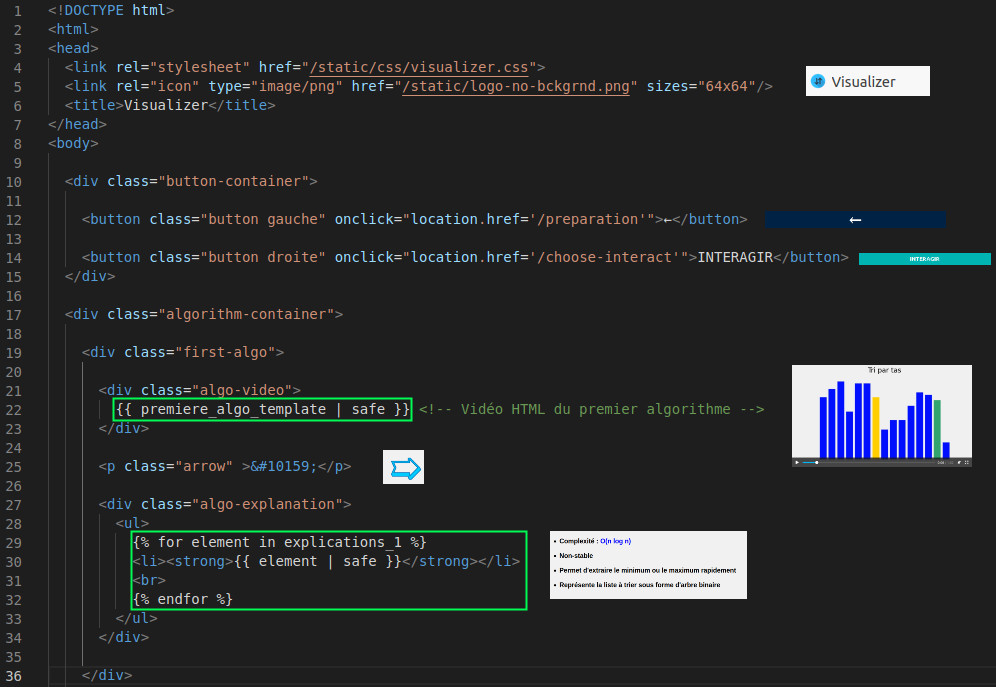 1 <!DOCTYPE html>
2 <html>
3 <head>
4 <link rel="stylesheet" href="/static/css/visualizer.css">
5 <link rel="icon" type="image/png" href="/static/logo-no-bckgrnd.png" sizes="64x64"/>
Visualizer
6 <title>Visualizer</title>
7 </head>
8 <body>
9
10 <div class="button-container">
11
12 <button class="button gauche" onclick="location.href='/preparation'">←</button>
←
13
14 <button class="button droite" onclick="location.href='/choose-interact'">INTERAGIR</button>
INTERAGIR
15 </div>
16
17 <div class="algorithm-container">
18
19 <div class="first-algo">
20
21 <div class="algo-video">
22 {{ premiere_algo_template | safe }} <!-- Vidéo HTML du premier algorithme -->
Tri par tas
23 </div>
24
25 <p class="arrow" >&#10159;</p>
26
27 <div class="algo-explanation">
28 <ul>
29 {% for element in explications_1 %}
30 <li><strong>{{ element | safe }}</strong></li>
31 <br>
32 {% endfor %}
• Complexité : O(n log n)
• Non-stable
• Permet d'extraire le minimum ou le maximum rapidement
• Représente la liste à trier sous forme d'arbre binaire
33 </ul>
34 </div>
35
36 </div>